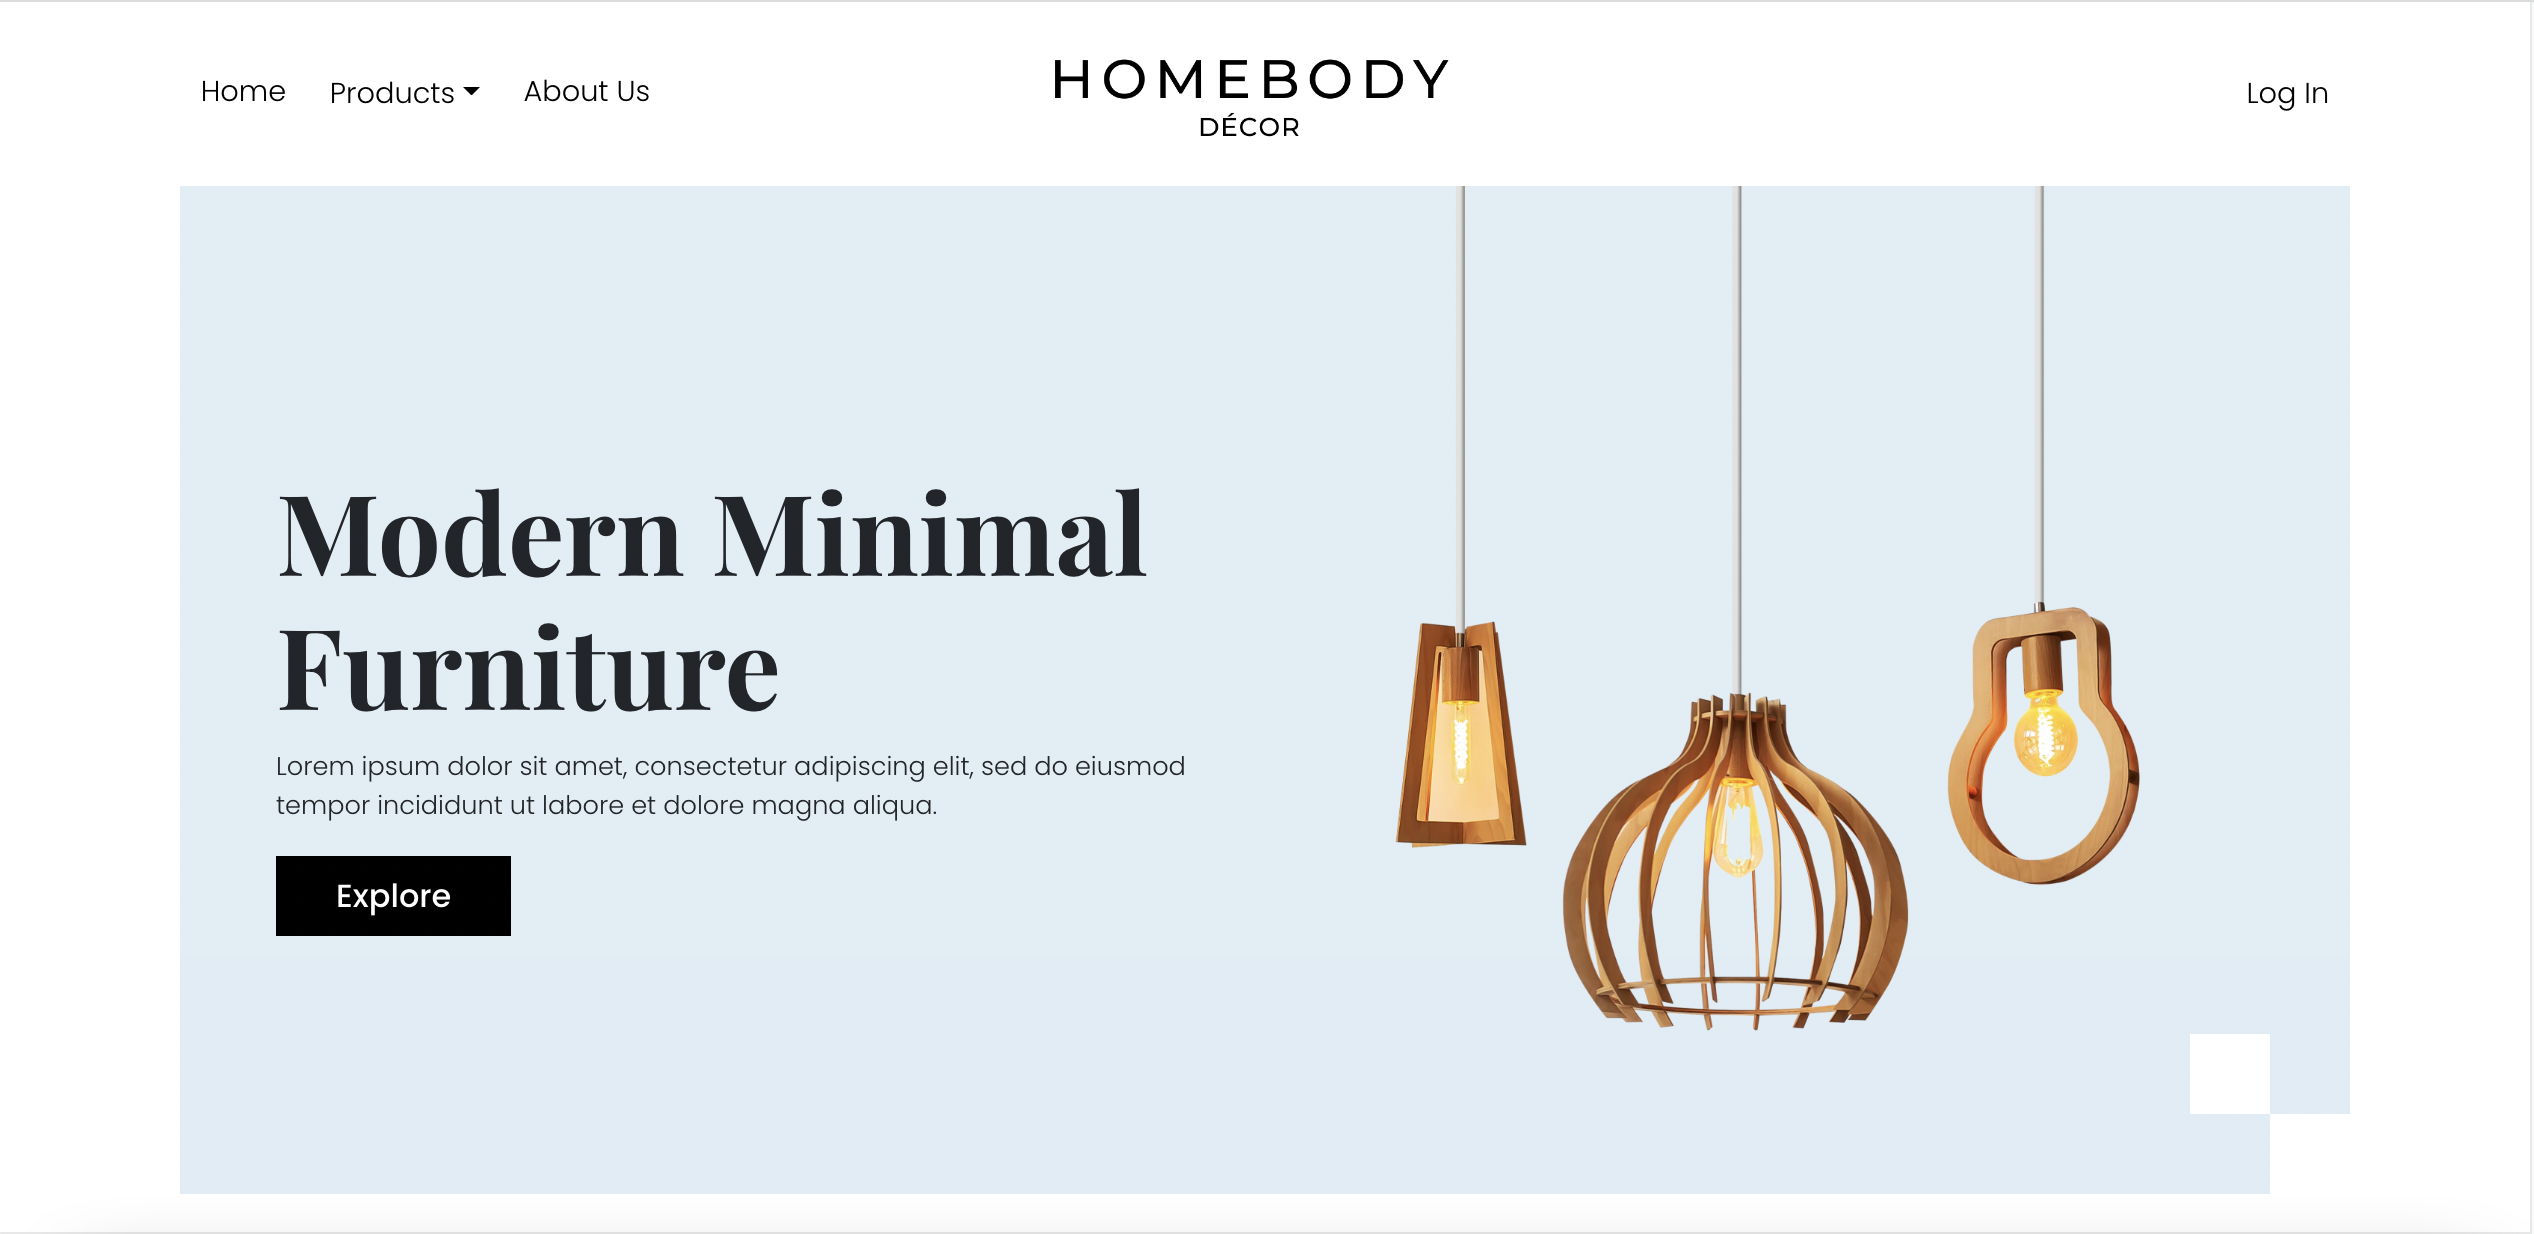 Home Products About Us
HOMEBODY
DÉCOR
Log In
Modern Minimal
Furniture
Lorem ipsum dolor sit amet, consectetur adipiscing elit, sed do eiusmod
tempor incididunt ut labore et dolore magna aliqua.
Explore